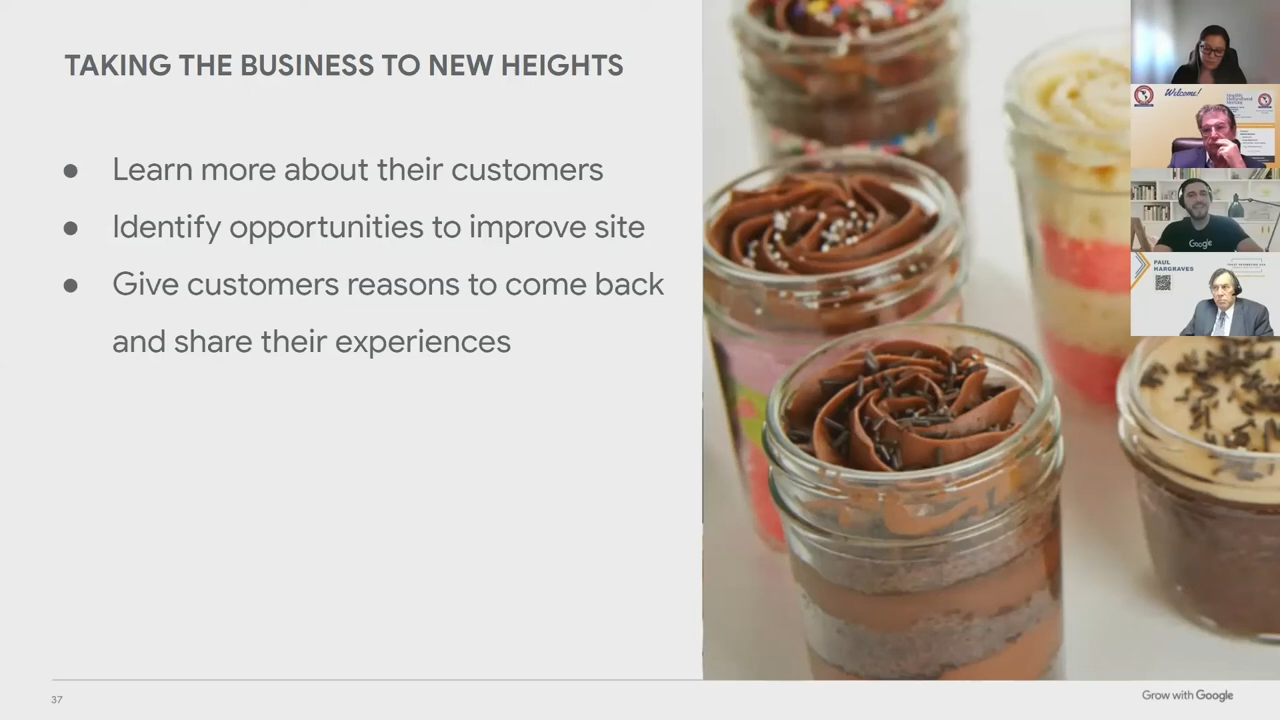 TAKING THE BUSINESS TO NEW HEIGHTS
● Learn more about their customers
● Identify opportunities to improve site
● Give customers reasons to come back
and share their experiences
37
Grow with Google
Welcome!
Google
PAUL
HARGRAVES